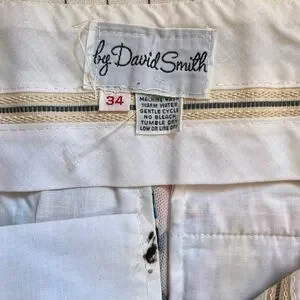 by David Smith
34
MACHINE WASH
WARM WATER
GENTLE CYCLE
NO BLEACH
TUMBLE DRY
LOW OR LINE DRY